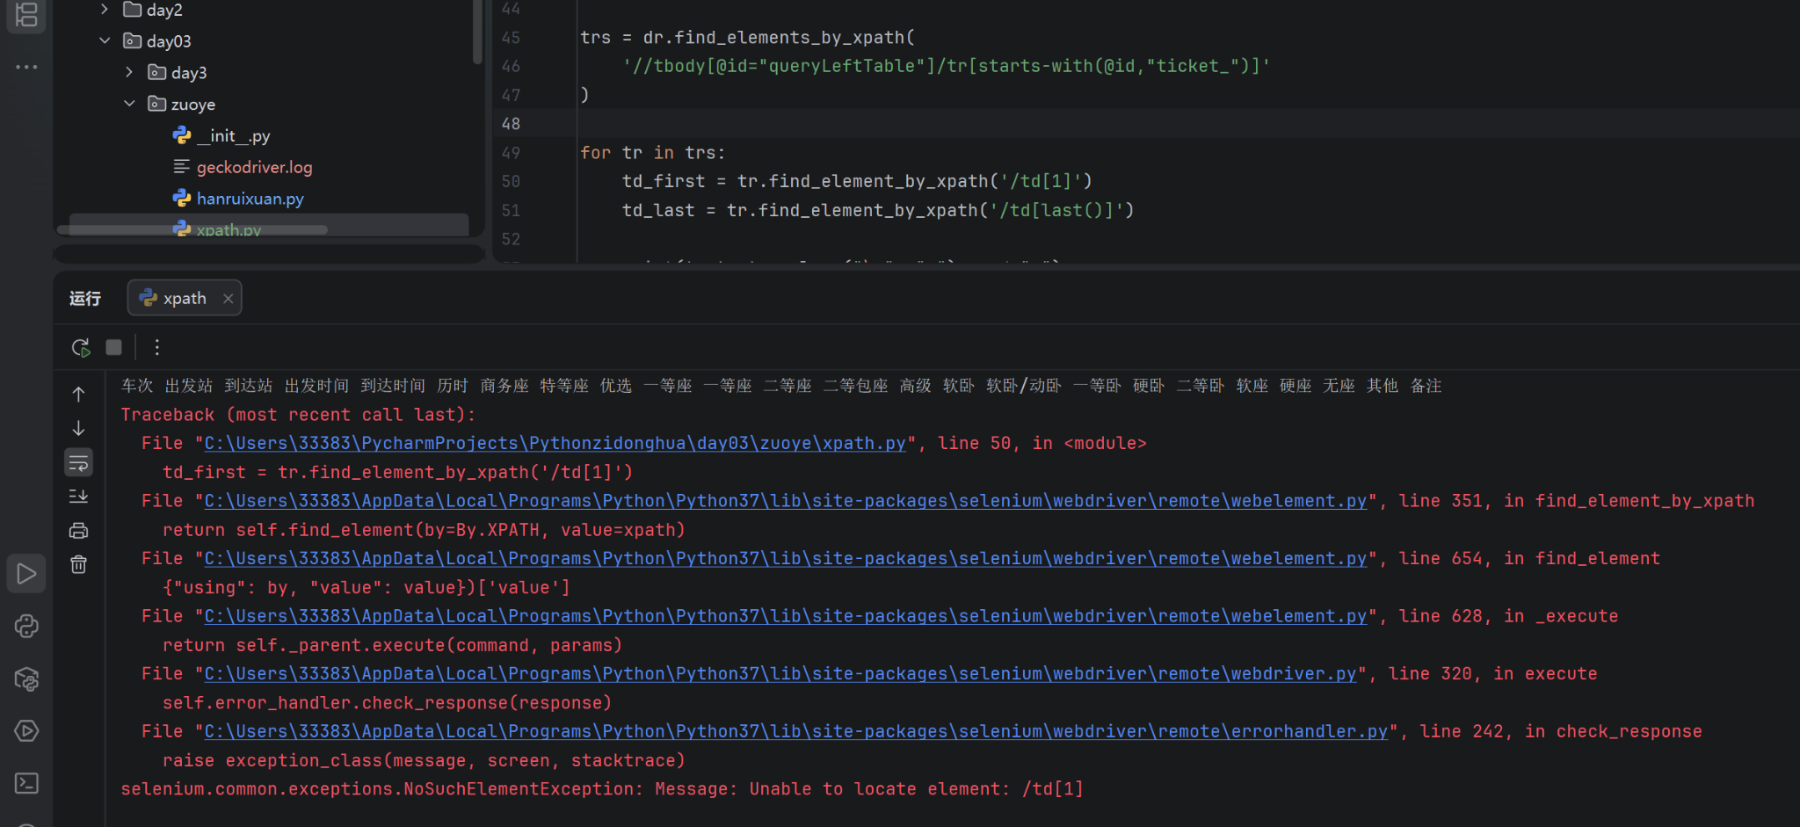 day2
day03
day3
zuoye
__init__.py
geckodriver.log
hanruixuan.py
xpath.py
44
45 trs = dr.find_elements_by_xpath(
46 '//tbody[@id="queryLeftTable"]/tr[starts-with(@id,"ticket_")]'
47 )
48
49 for tr in trs:
50 td_first = tr.find_element_by_xpath('/td[1]')
51 td_last = tr.find_element_by_xpath('/td[last()]')
52
运行 xpath
车次 出发站 到达站 出发时间 到达时间 历时 商务座 特等座 优选 一等座 一等座 二等座 二等包座 高级 软卧 软卧/动卧 一等卧 硬卧 二等卧 软座 硬座 无座 其他 备注
Traceback (most recent call last):
File "C:\Users\33383\PycharmProjects\Pythonzidonghua\day03\zuoye\xpath.py", line 50, in <module>
td_first = tr.find_element_by_xpath('/td[1]')
File "C:\Users\33383\AppData\Local\Programs\Python\Python37\lib\site-packages\selenium\webdriver\remote\webelement.py", line 351, in find_element_by_xpath
return self.find_element(by=By.XPATH, value=xpath)
File "C:\Users\33383\AppData\Local\Programs\Python\Python37\lib\site-packages\selenium\webdriver\remote\webelement.py", line 654, in find_element
{"using": by, "value": value})['value']
File "C:\Users\33383\AppData\Local\Programs\Python\Python37\lib\site-packages\selenium\webdriver\remote\webelement.py", line 628, in _execute
return self._parent.execute(command, params)
File "C:\Users\33383\AppData\Local\Programs\Python\Python37\lib\site-packages\selenium\webdriver\remote\webdriver.py", line 320, in execute
self.error_handler.check_response(response)
File "C:\Users\33383\AppData\Local\Programs\Python\Python37\lib\site-packages\selenium\webdriver\remote\errorhandler.py", line 242, in check_response
raise exception_class(message, screen, stacktrace)
selenium.common.exceptions.NoSuchElementException: Message: Unable to locate element: /td[1]